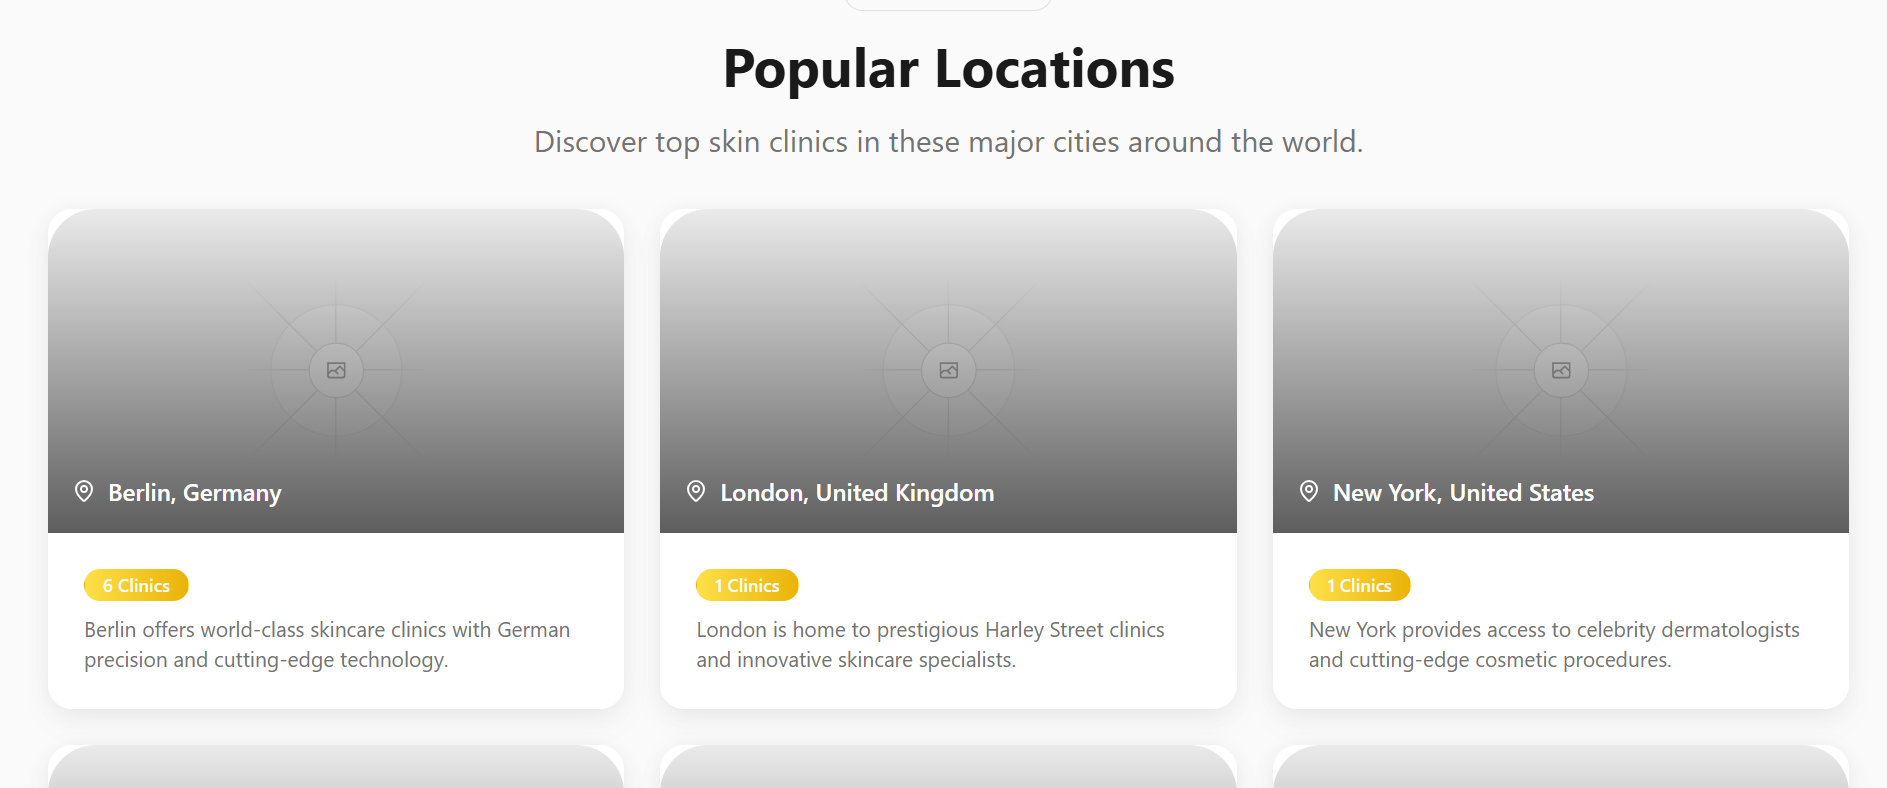 Popular Locations
Discover top skin clinics in these major cities around the world.
Berlin, Germany
6 Clinics
Berlin offers world-class skincare clinics with German
precision and cutting-edge technology.
London, United Kingdom
1 Clinics
London is home to prestigious Harley Street clinics
and innovative skincare specialists.
New York, United States
1 Clinics
New York provides access to celebrity dermatologists
and cutting-edge cosmetic procedures.